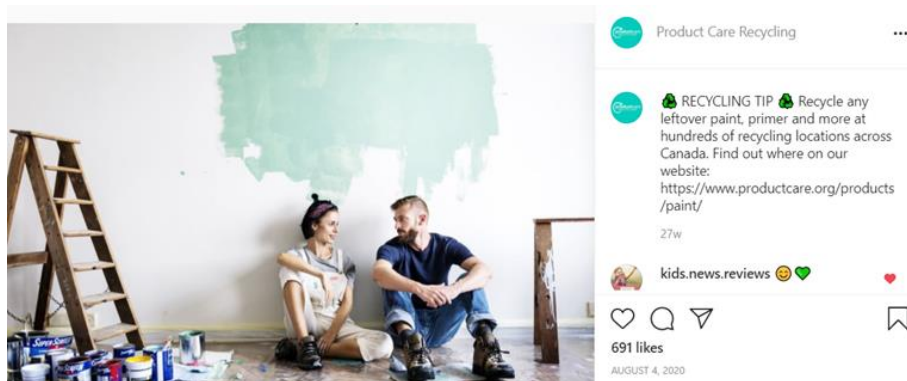 Product Care Recycling
RECYCLING TIP Recycle any
leftover paint, primer and more at
hundreds of recycling locations across
Canada. Find out where on our
website:
https://www.productcare.org/products
/paint/
27w
kids.news.reviews
691 likes
AUGUST 4, 2020